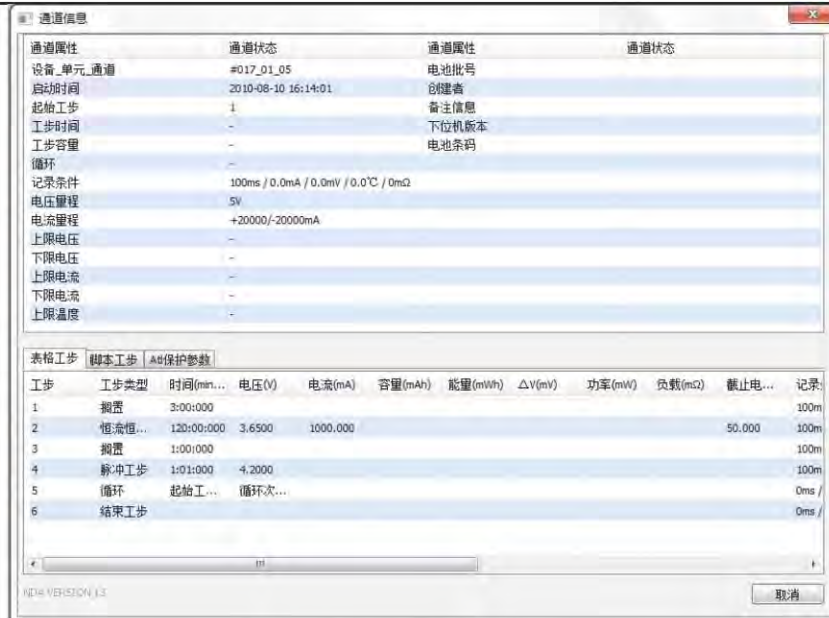 通道信息
通道属性 通道状态 通道属性 通道状态
设备_单元_通道 #017_01_05 电池批号
启动时间 2010-08-10 16:14:01 创建者
起始工步 1 备注信息
工步时间 - 下位机版本
工步容量 - 电池条码
循环 -
记录条件 100ms / 0.0mA / 0.0mV / 0.0℃ / 0mΩ
电压量程 5V
电流量程 +20000/-20000mA
上限电压 -
下限电压 -
上限电流 -
下限电流 -
上限温度 -
表格工步 脚本工步 Atl保护参数
工步 工步类型 时间(min... 电压(V) 电流(mA) 容量(mAh) 能量(mWh) △V(mV) 功率(mW) 负载(mΩ) 截止电... 记录
1 搁置 3:00:000 100m
2 恒流恒... 120:00:000 3.6500 1000.000 50.000 100m
3 搁置 1:00:000 100m
4 脉冲工步 1:01:000 4.2000 100m
5 循环 起始工... 循环次... 0ms /
6 结束工步 0ms /
NDA VERSION 1.3
取消